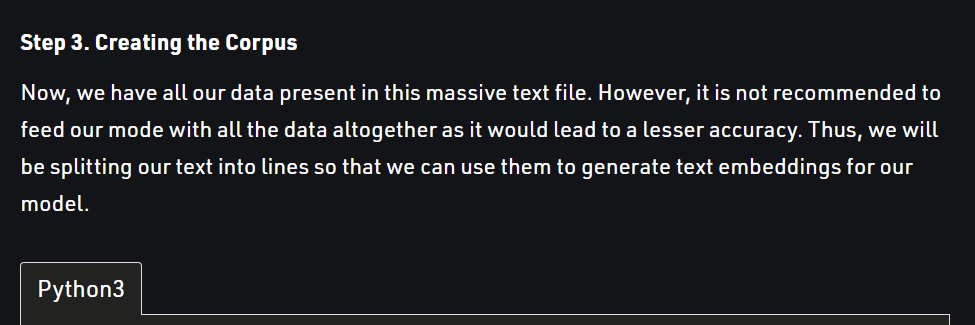 Step 3. Creating the Corpus
Now, we have all our data present in this massive text file. However, it is not recommended to
feed our mode with all the data altogether as it would lead to a lesser accuracy. Thus, we will
be splitting our text into lines so that we can use them to generate text embeddings for our
model.
Python3